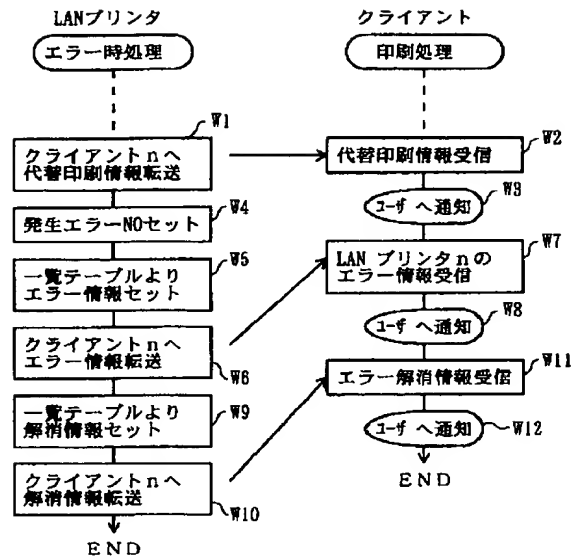 LANプリンタ
エラー時処理
W1
クライアントnへ
代替印刷情報転送
発生エラーNOセット
W4
W5
一覧テーブルより
エラー情報セット
クライアントnへ
エラー情報転送
W6
一覧テーブルより
解消情報セット
W9
クライアントnへ
解消情報転送
W10
END
クライアント
印刷処理
W2
代替印刷情報受信
W3
ユーザへ通知
LAN プリンタnの
エラー情報受信
W7
W8
ユーザへ通知
W11
エラー解消情報受信
ユーザへ通知
W12
END